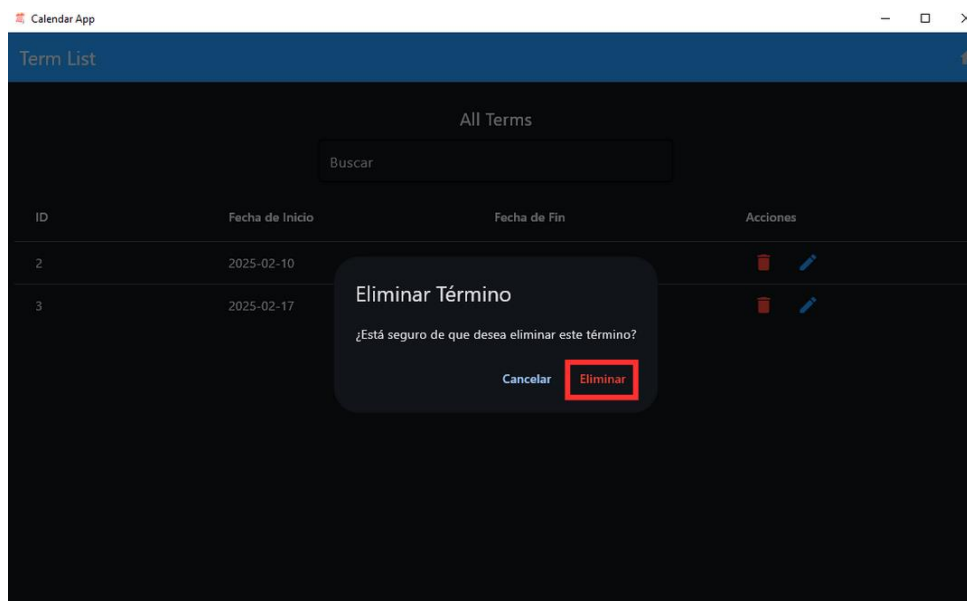 Calendar App
Term List
All Terms
Buscar
ID Fecha de Inicio Fecha de Fin Acciones
2 2025-02-10
3 2025-02-17
Eliminar Término
¿Está seguro de que desea eliminar este término?
Cancelar Eliminar